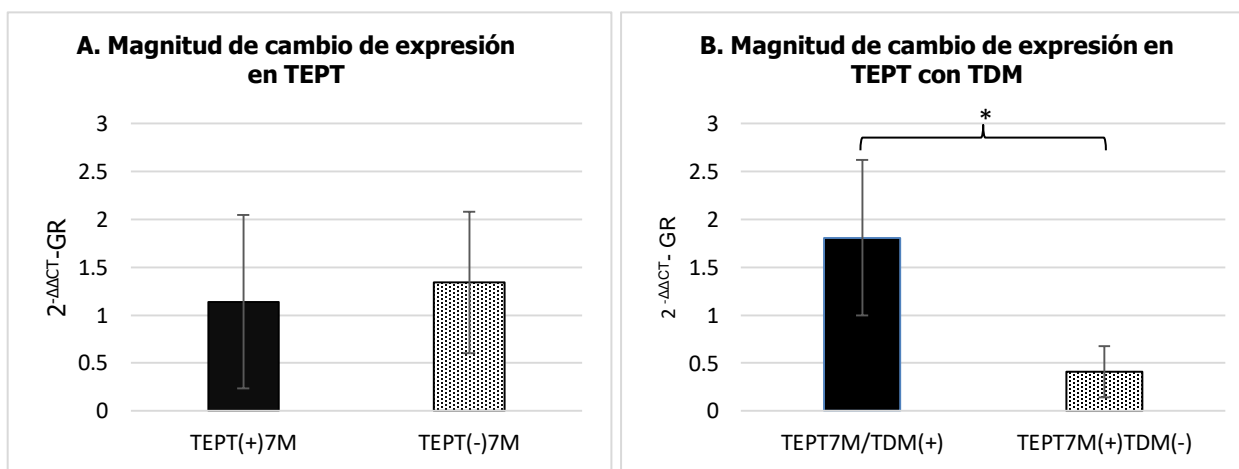 A. Magnitud de cambio de expresión
en TEPT
3
2.5
2
1.5
1
0.5
0
2-ΔΔCT-GR
TEPT(+)7M TEPT(-)7M
B. Magnitud de cambio de expresión en
TEPT con TDM
*
3
2.5
2
1.5
1
0.5
0
2 -ΔΔCT- GR
TEPT7M/TDM(+) TEPT7M(+)TDM(-)